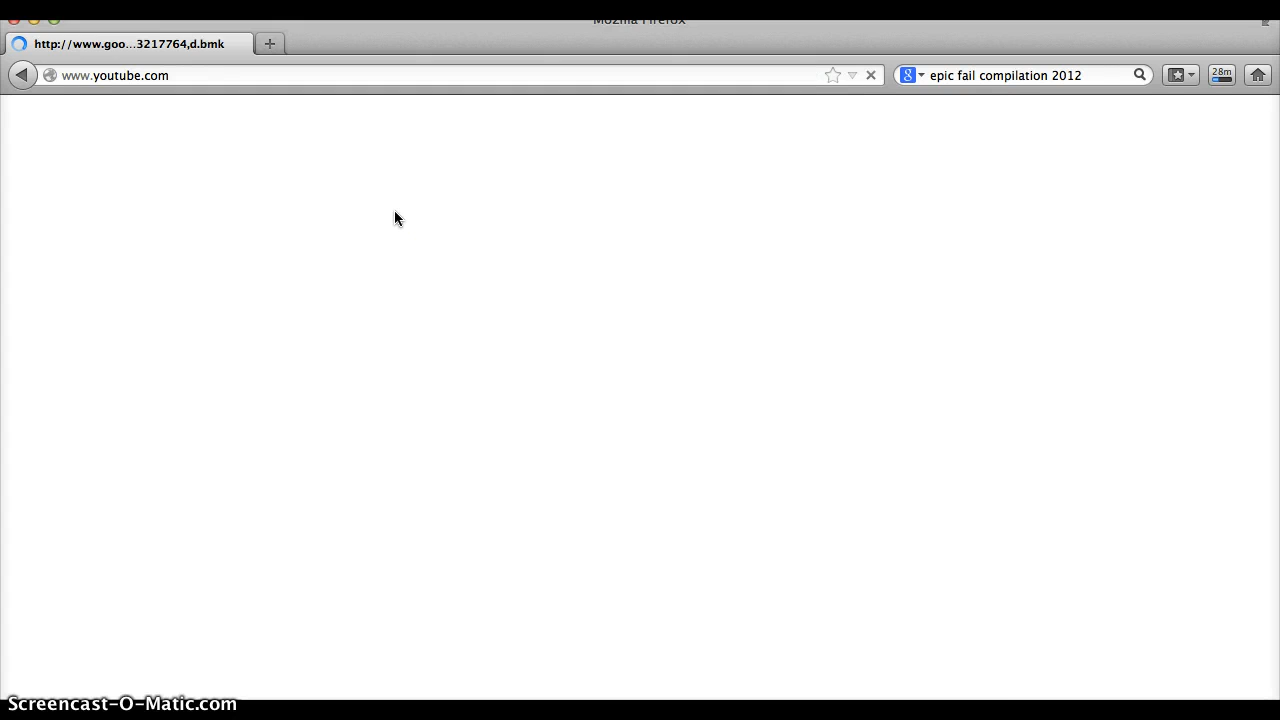 Mozilla Firefox
http://www.goo...3217764,d.bmk
www.youtube.com
epic fail compilation 2012
28m
Screencast-O-Matic.com